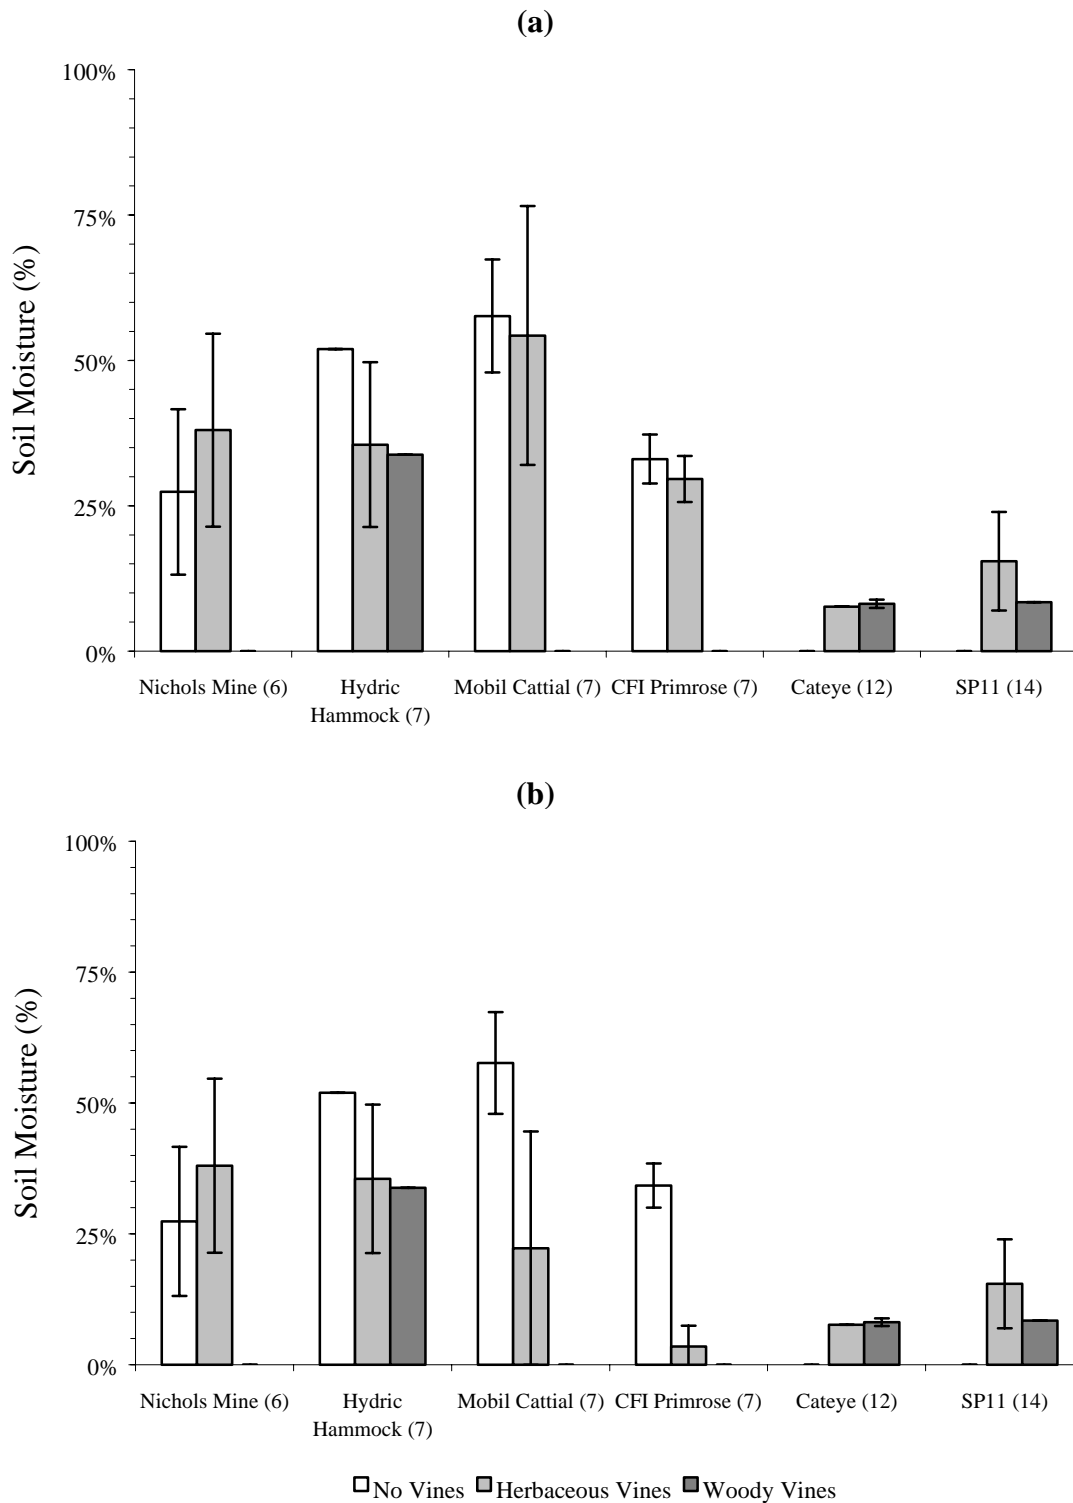 (a)
100%
75%
50%
25%
0%
Soil Moisture (%)
Nichols Mine (6)
Hydric
Hammock (7)
Mobil Cattial (7)
CFI Primrose (7)
Cateye (12)
SP11 (14)
(b)
100%
75%
50%
25%
0%
Soil Moisture (%)
Nichols Mine (6)
Hydric
Hammock (7)
Mobil Cattial (7)
CFI Primrose (7)
Cateye (12)
SP11 (14)
No Vines Herbaceous Vines Woody Vines